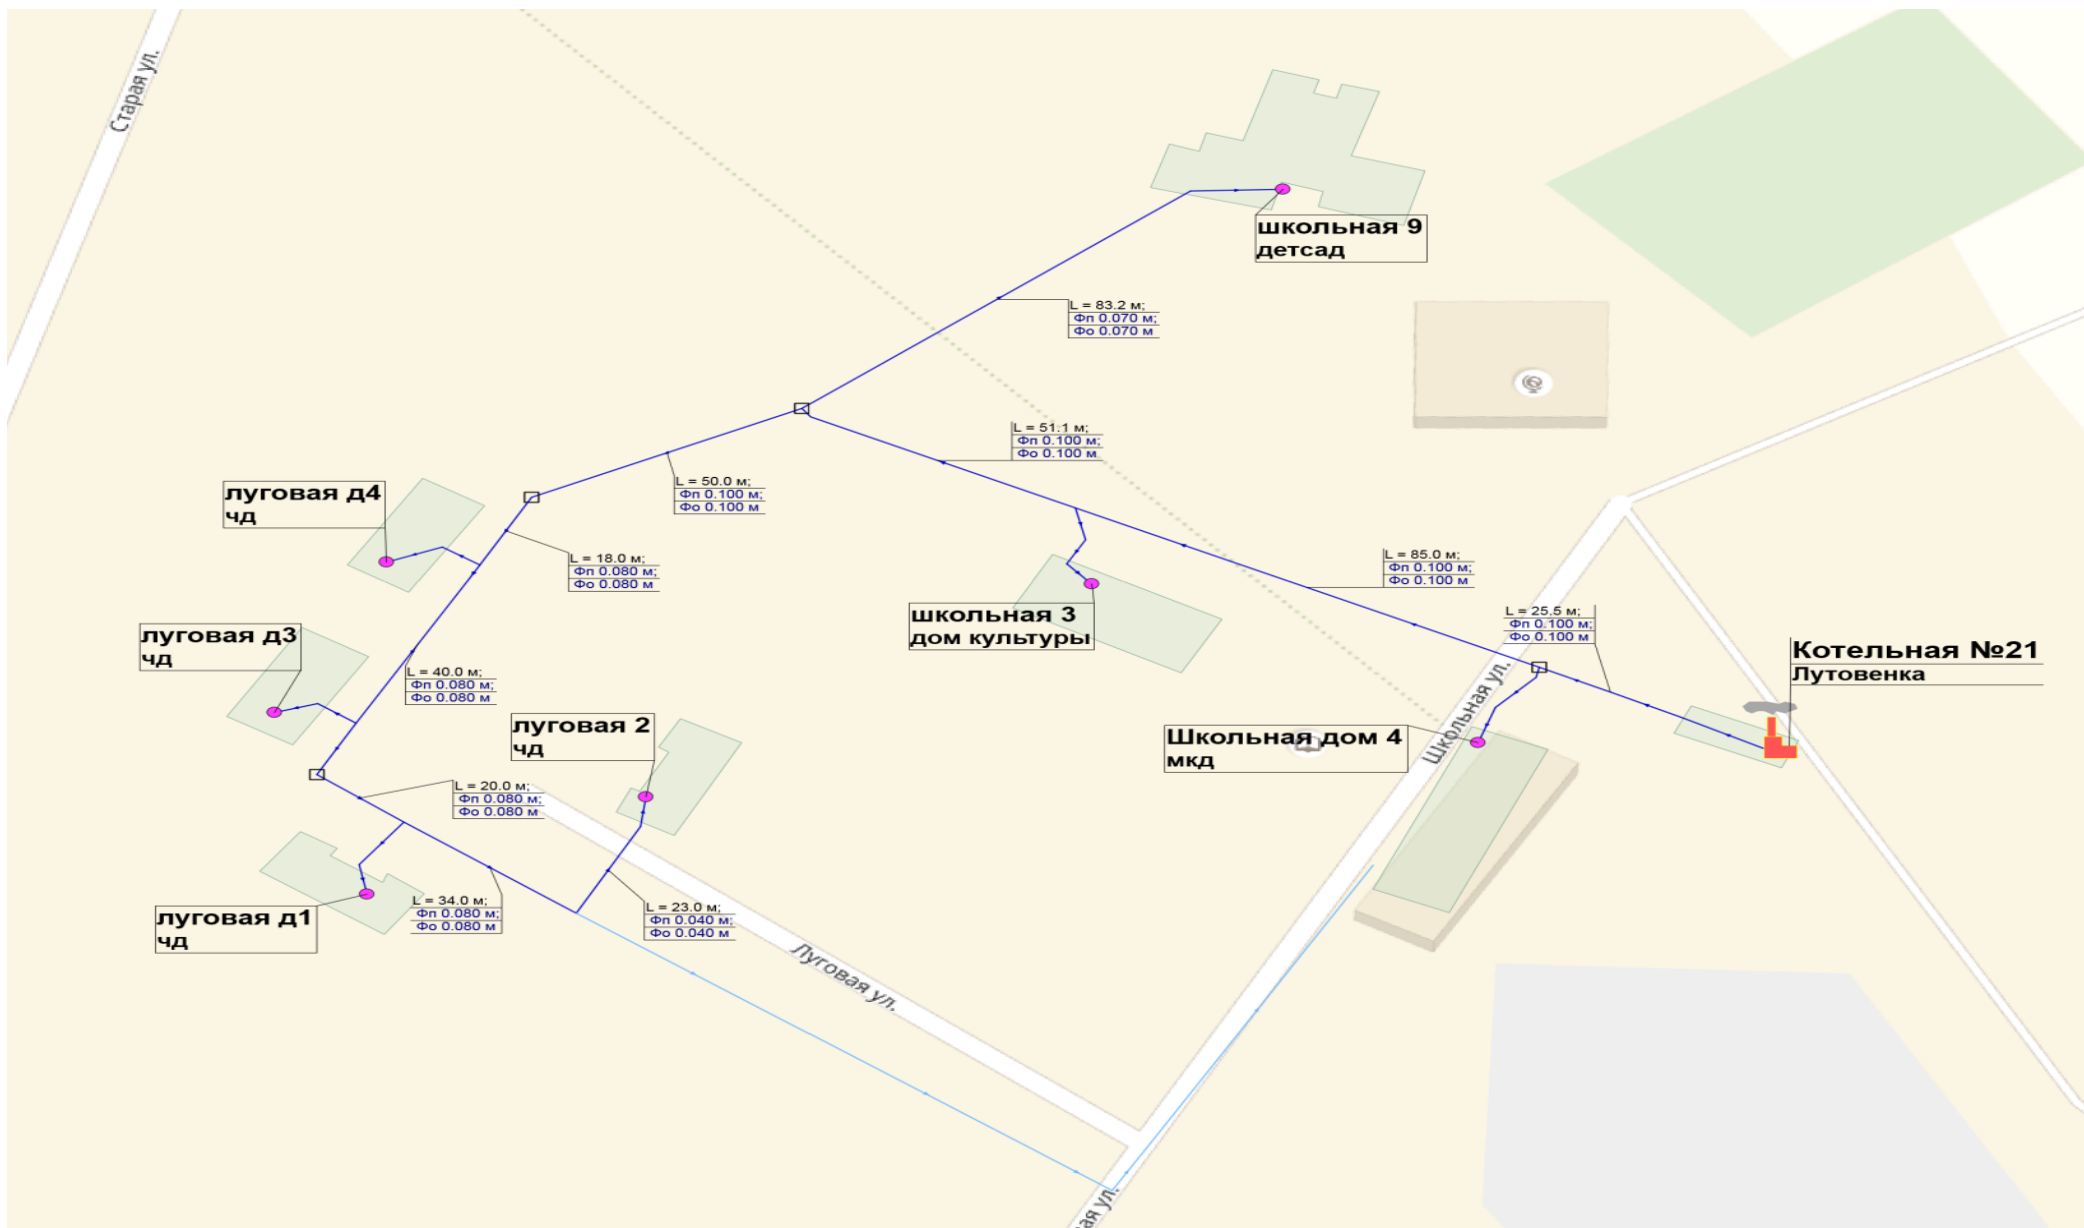 Старая ул.
школьная 9
детсад
L = 83.2 м;
Фп 0.070 м;
Фо 0.070 м
L = 51.1 м;
Фп 0.100 м;
Фо 0.100 м
L = 50.0 м;
Фп 0.100 м;
Фо 0.100 м
луговая д4
чд
L = 18.0 м;
Фп 0.080 м;
Фо 0.080 м
L = 85.0 м;
Фп 0.100 м;
Фо 0.100 м
школьная 3
дом культуры
L = 25.5 м;
Фп 0.100 м;
Фо 0.100 м
Котельная №21
Лутовенка
луговая д3
чд
L = 40.0 м;
Фп 0.080 м;
Фо 0.080 м
луговая 2
чд
Школьная ул.
Школьная дом 4
мкд
L = 20.0 м;
Фп 0.080 м;
Фо 0.080 м
луговая д1
чд
L = 34.0 м;
Фп 0.080 м;
Фо 0.080 м
L = 23.0 м;
Фп 0.040 м;
Фо 0.040 м
Луговая ул.
ая ул.